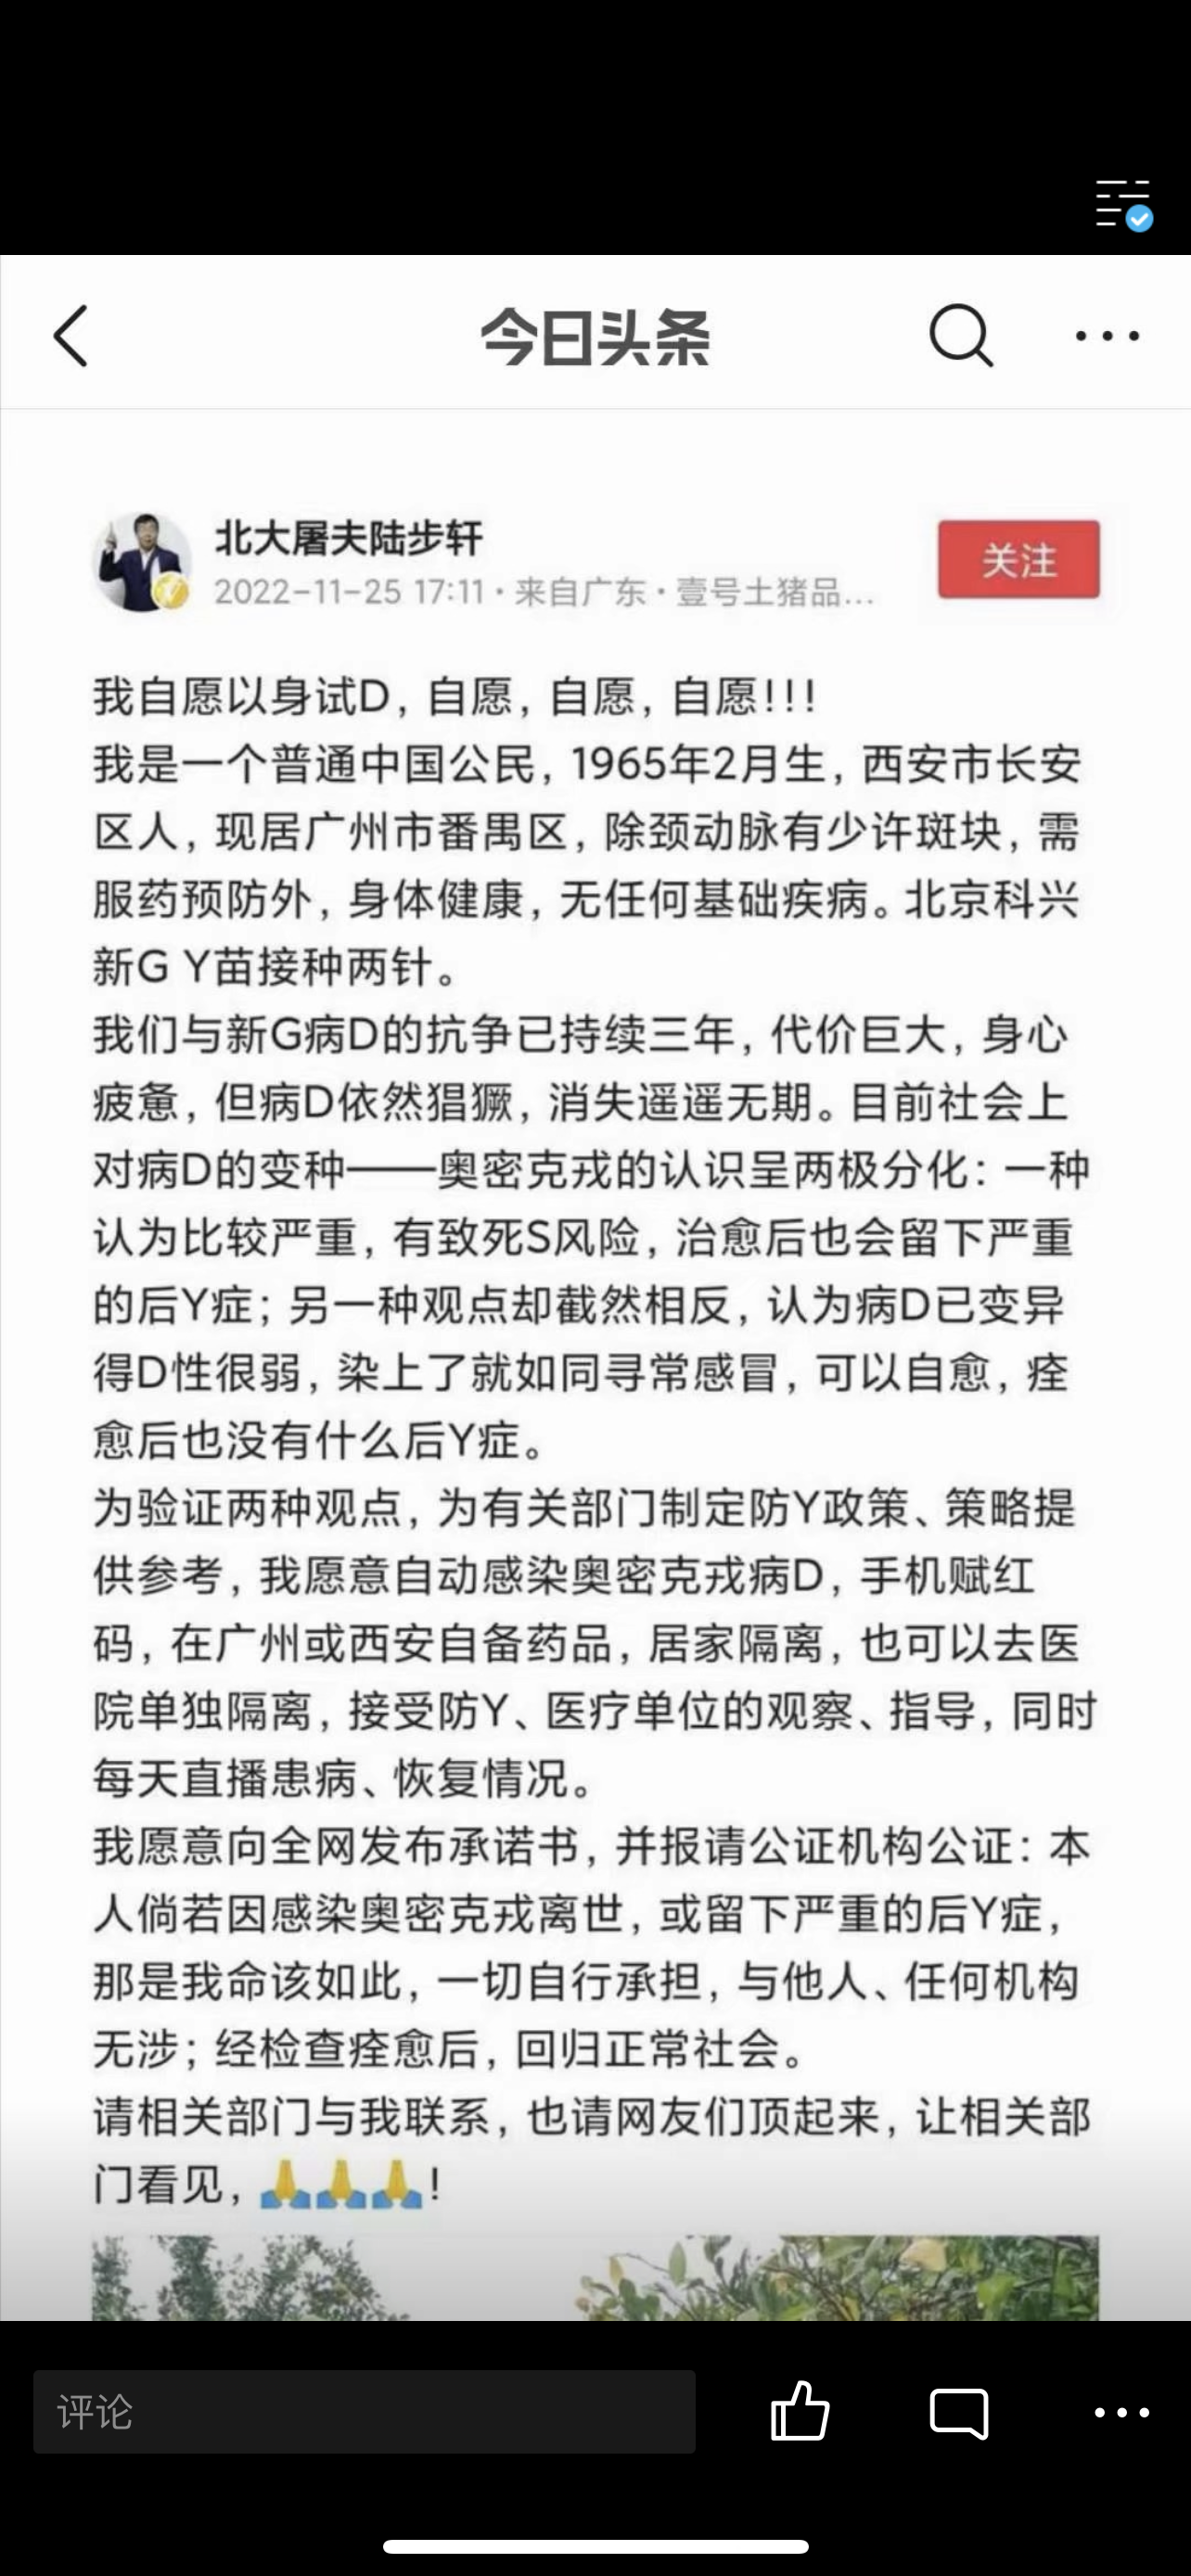 今日头条
北大屠夫陆步轩
2022-11-25 17:11·来自广东·壹号土猪品...
关注
我自愿以身试D，自愿，自愿，自愿!!!
我是一个普通中国公民，1965年2月生，西安市长安
区人，现居广州市番禺区，除颈动脉有少许斑块，需
服药预防外，身体健康，无任何基础疾病。北京科兴
新G Y苗接种两针。
我们与新G病D的抗争已持续三年，代价巨大，身心
疲惫，但病D依然猖獗，消失遥遥无期。目前社会上
对病D的变种——奥密克戎的认识呈两极分化：一种
认为比较严重，有致死S风险，治愈后也会留下严重
的后Y症；另一种观点却截然相反，认为病D已变异
得D性很弱，染上了就如同寻常感冒，可以自愈，痊
愈后也没有什么后Y症。
为验证两种观点，为有关部门制定防Y政策、策略提
供参考，我愿意自动感染奥密克戎病D，手机赋红
码，在广州或西安自备药品，居家隔离，也可以去医
院单独隔离，接受防Y、医疗单位的观察、指导，同时
每天直播患病、恢复情况。
我愿意向全网发布承诺书，并报请公证机构公证：本
人倘若因感染奥密克戎离世，或留下严重的后Y症，
那是我命该如此，一切自行承担，与他人、任何机构
无涉；经检查痊愈后，回归正常社会。
请相关部门与我联系，也请网友们顶起来，让相关部
门看见，🙏🙏🙏！
评论